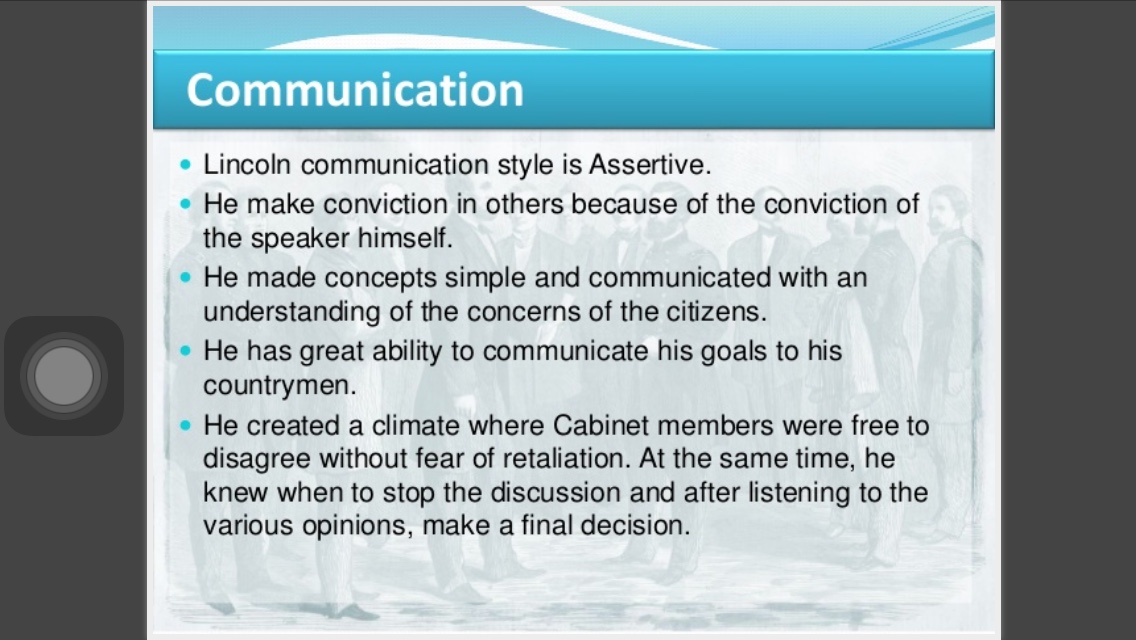 Communication
• Lincoln communication style is Assertive.
• He make conviction in others because of the conviction of
the speaker himself.
• He made concepts simple and communicated with an
understanding of the concerns of the citizens.
• He has great ability to communicate his goals to his
countrymen.
• He created a climate where Cabinet members were free to
disagree without fear of retaliation. At the same time, he
knew when to stop the discussion and after listening to the
various opinions, make a final decision.